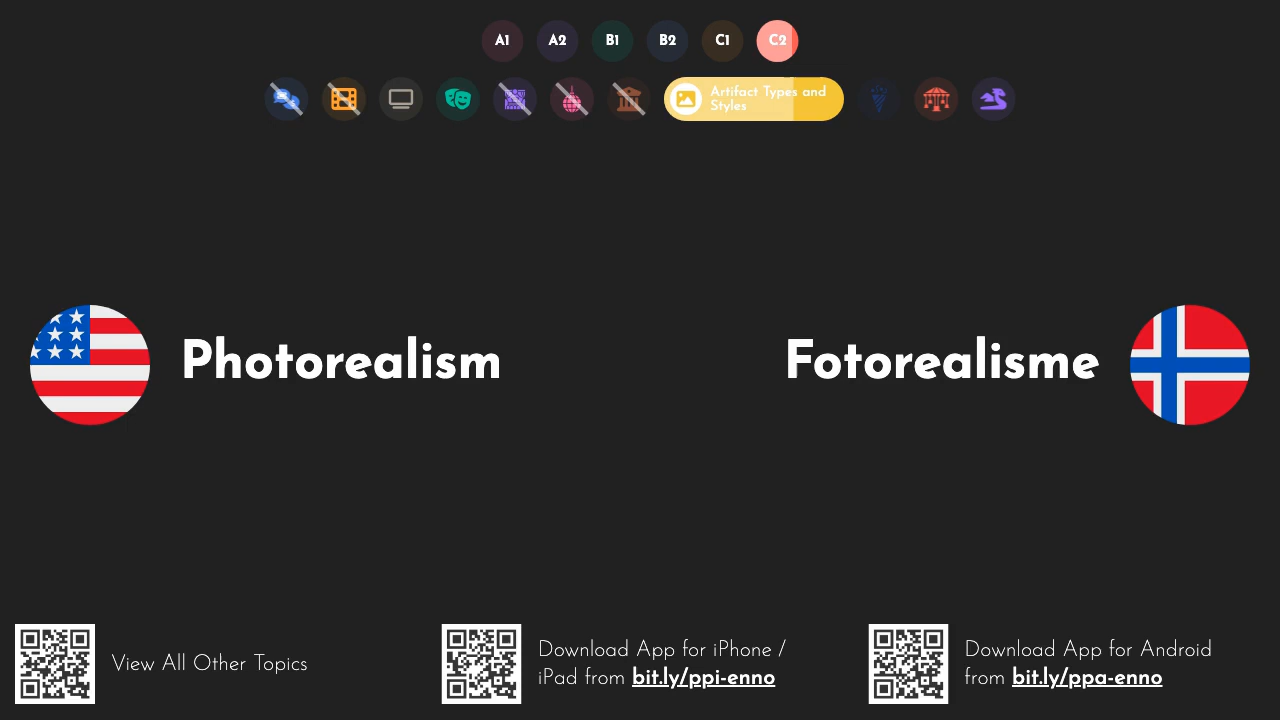 A1 A2 B1 B2 C1 C2
Artifact Types and
Styles
Photorealism
Fotorealisme
View All Other Topics
Download App for iPhone /
iPad from bit.ly/ppi-enno
Download App for Android
from bit.ly/ppa-enno